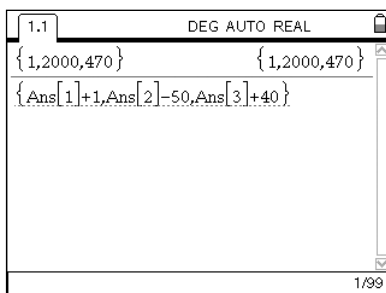 1.1 DEG AUTO REAL
{1,2000,470} {1,2000,470}
{Ans[1]+1,Ans[2]−50,Ans[3]+40}
1/99